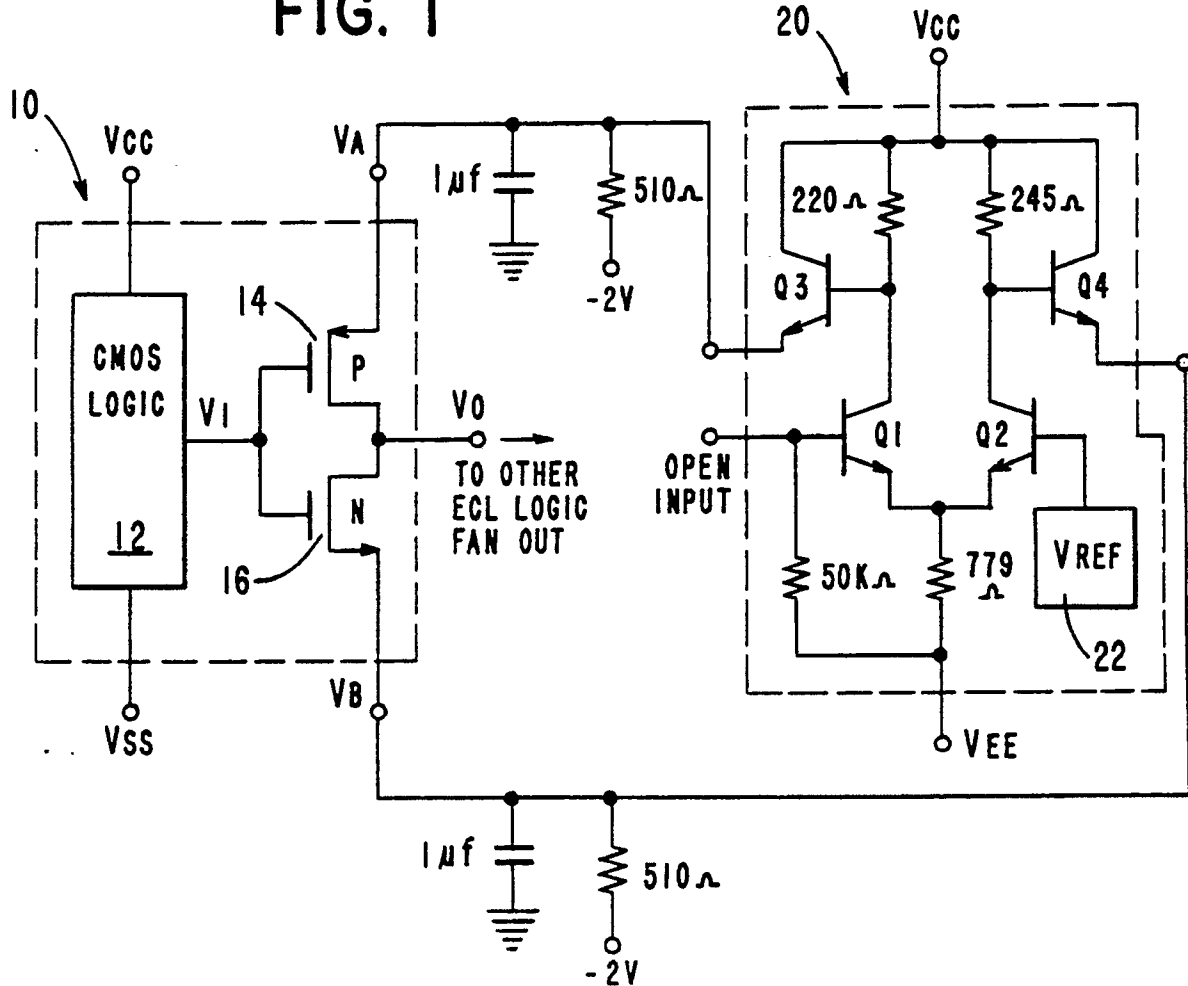 FIG. 1
10
VCC
VA
1μf
510Ω
-2V
20
VCC
220Ω
245Ω
Q3
Q4
14
CMOS
LOGIC
12
P
V1
VO
TO OTHER
ECL LOGIC
FAN OUT
N
16
OPEN
INPUT
Q1
Q2
50KΩ
779
Ω
VREF
22
VB
VSS
VEE
1μf
510Ω
-2V